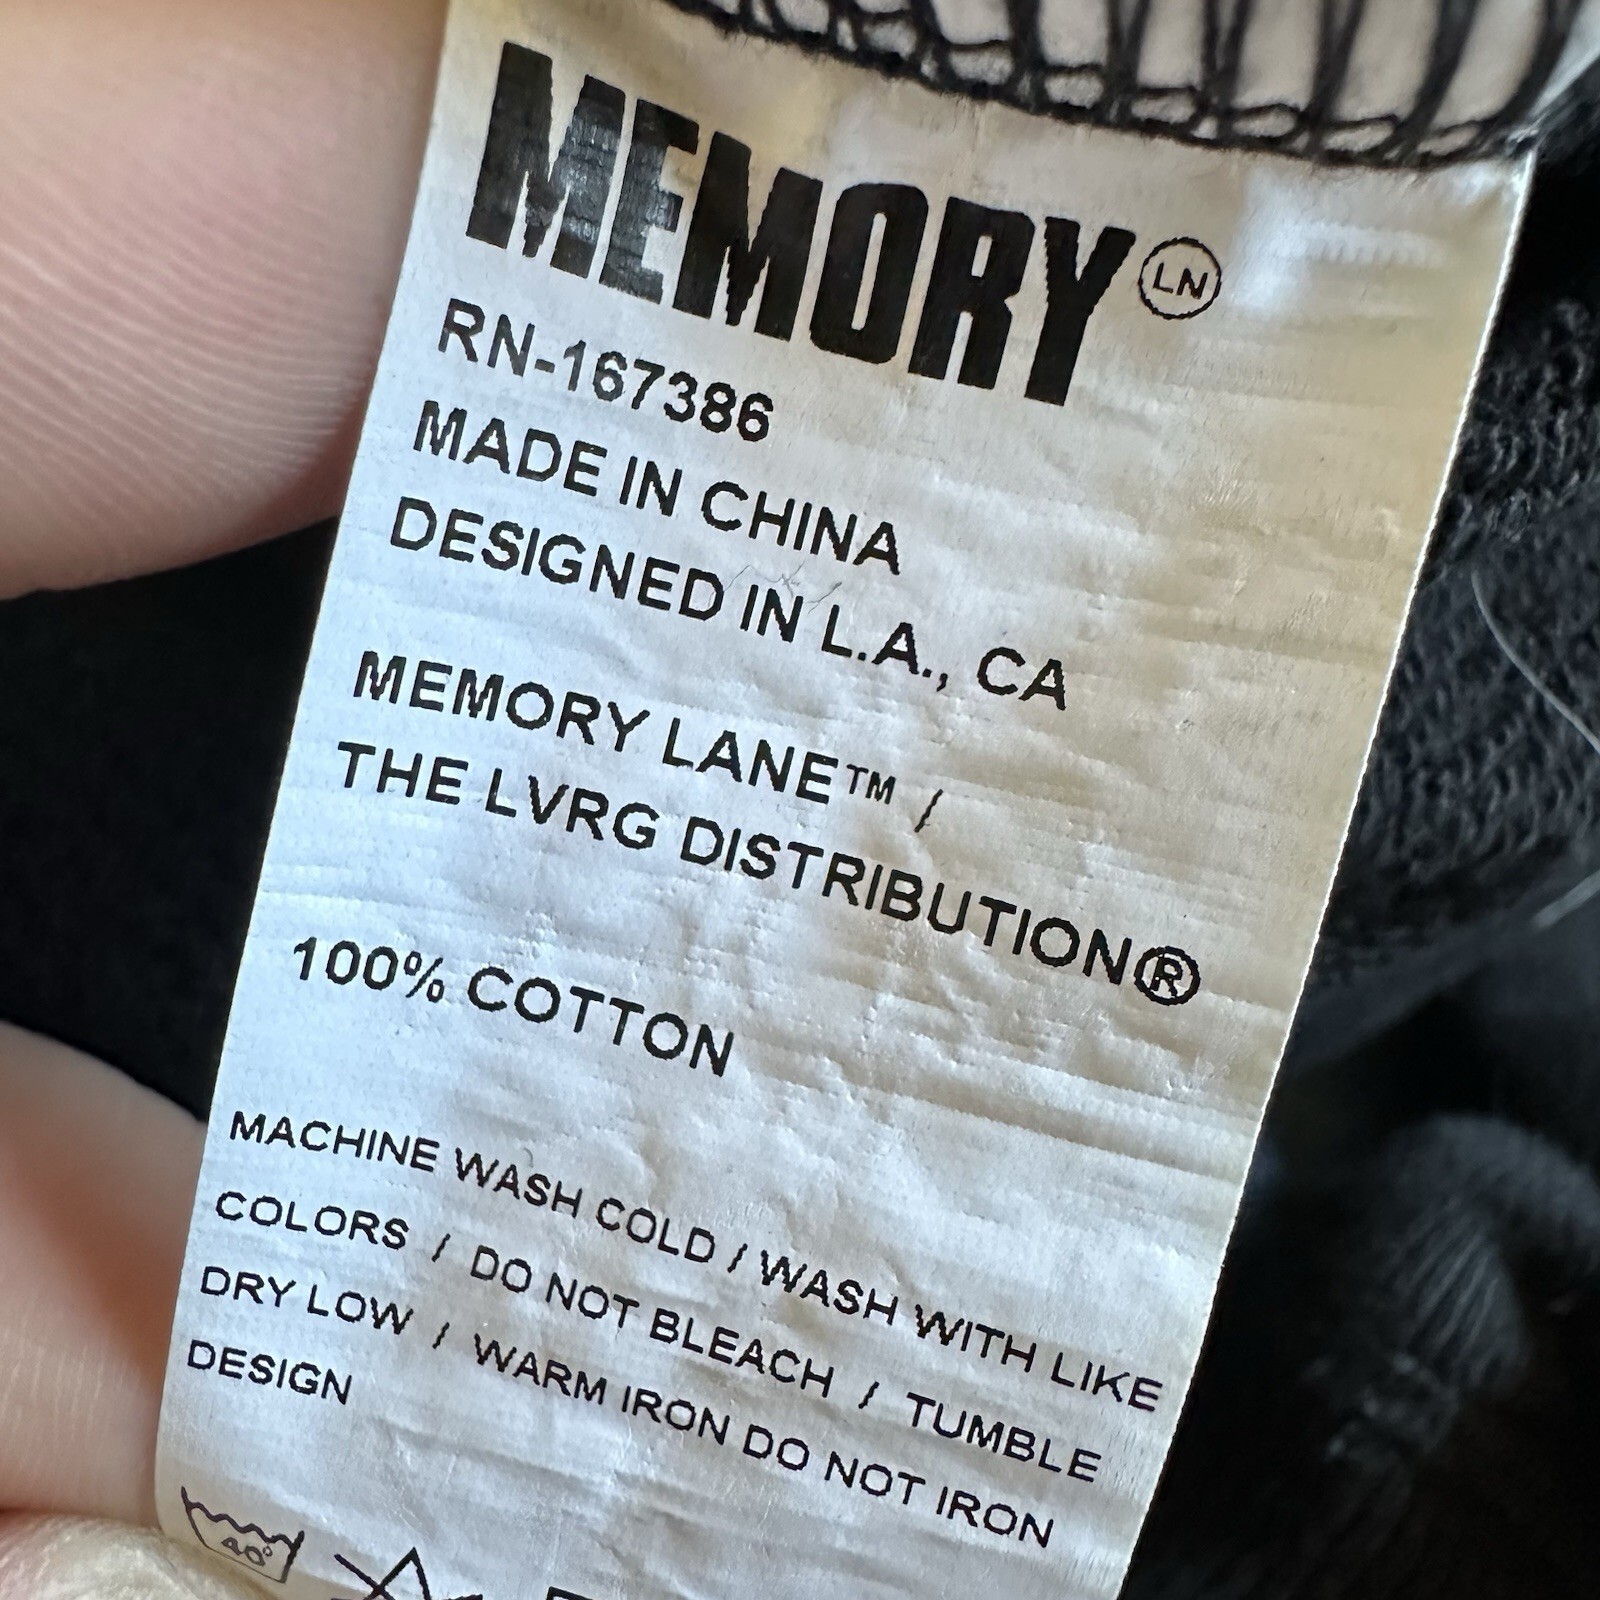 MEMORY LN
RN-167386
MADE IN CHINA
DESIGNED IN L.A., CA
MEMORY LANE™ /
THE LVRG DISTRIBUTION®
100% COTTON
MACHINE WASH COLD / WASH WITH LIKE
COLORS / DO NOT BLEACH / TUMBLE
DRY LOW / WARM IRON DO NOT IRON
DESIGN
40°